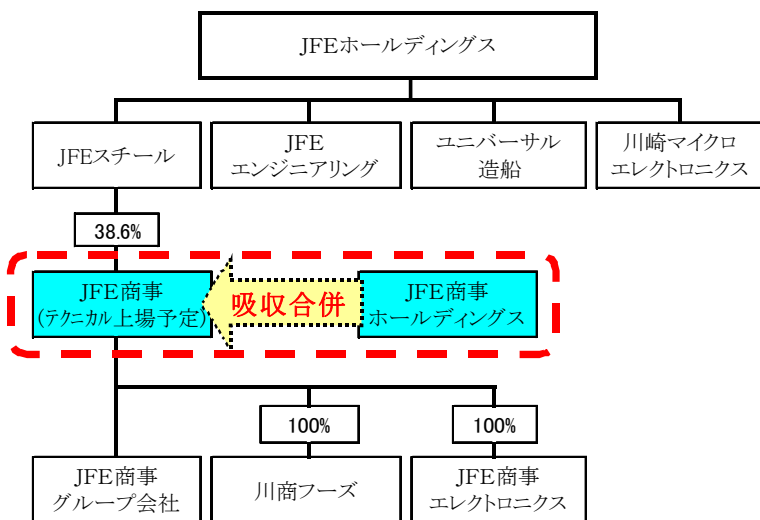 JFEホールディングス
JFEスチール
JFE
エンジニアリング
ユニバーサル
造船
川崎マイクロ
エレクトロニクス
38.6%
JFE商事
(テクニカル上場予定)
吸収合併
JFE商事
ホールディングス
100%
100%
JFE商事
グループ会社
川商フーズ
JFE商事
エレクトロニクス